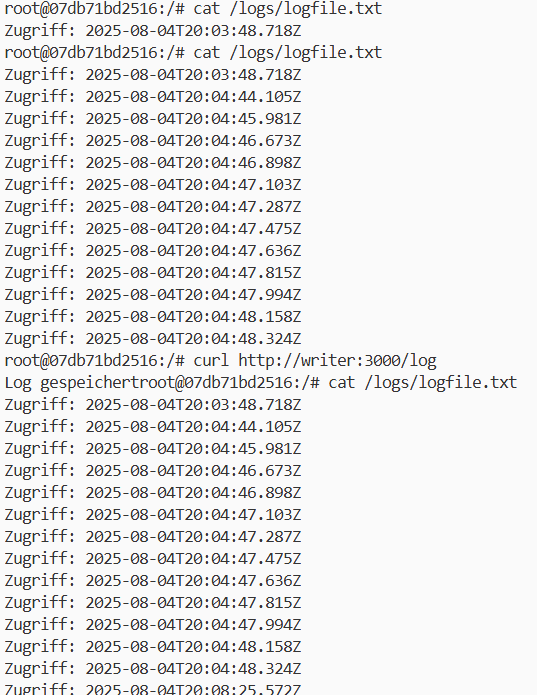 root@07db71bd2516:/# cat /logs/logfile.txt
Zugriff: 2025-08-04T20:03:48.718Z
root@07db71bd2516:/# cat /logs/logfile.txt
Zugriff: 2025-08-04T20:03:48.718Z
Zugriff: 2025-08-04T20:04:44.105Z
Zugriff: 2025-08-04T20:04:45.981Z
Zugriff: 2025-08-04T20:04:46.673Z
Zugriff: 2025-08-04T20:04:46.898Z
Zugriff: 2025-08-04T20:04:47.103Z
Zugriff: 2025-08-04T20:04:47.287Z
Zugriff: 2025-08-04T20:04:47.475Z
Zugriff: 2025-08-04T20:04:47.636Z
Zugriff: 2025-08-04T20:04:47.815Z
Zugriff: 2025-08-04T20:04:47.994Z
Zugriff: 2025-08-04T20:04:48.158Z
Zugriff: 2025-08-04T20:04:48.324Z
root@07db71bd2516:/# curl http://writer:3000/log
Log gespeichertroot@07db71bd2516:/# cat /logs/logfile.txt
Zugriff: 2025-08-04T20:03:48.718Z
Zugriff: 2025-08-04T20:04:44.105Z
Zugriff: 2025-08-04T20:04:45.981Z
Zugriff: 2025-08-04T20:04:46.673Z
Zugriff: 2025-08-04T20:04:46.898Z
Zugriff: 2025-08-04T20:04:47.103Z
Zugriff: 2025-08-04T20:04:47.287Z
Zugriff: 2025-08-04T20:04:47.475Z
Zugriff: 2025-08-04T20:04:47.636Z
Zugriff: 2025-08-04T20:04:47.815Z
Zugriff: 2025-08-04T20:04:47.994Z
Zugriff: 2025-08-04T20:04:48.158Z
Zugriff: 2025-08-04T20:04:48.324Z
Zugriff: 2025-08-04T20:08:25.572Z